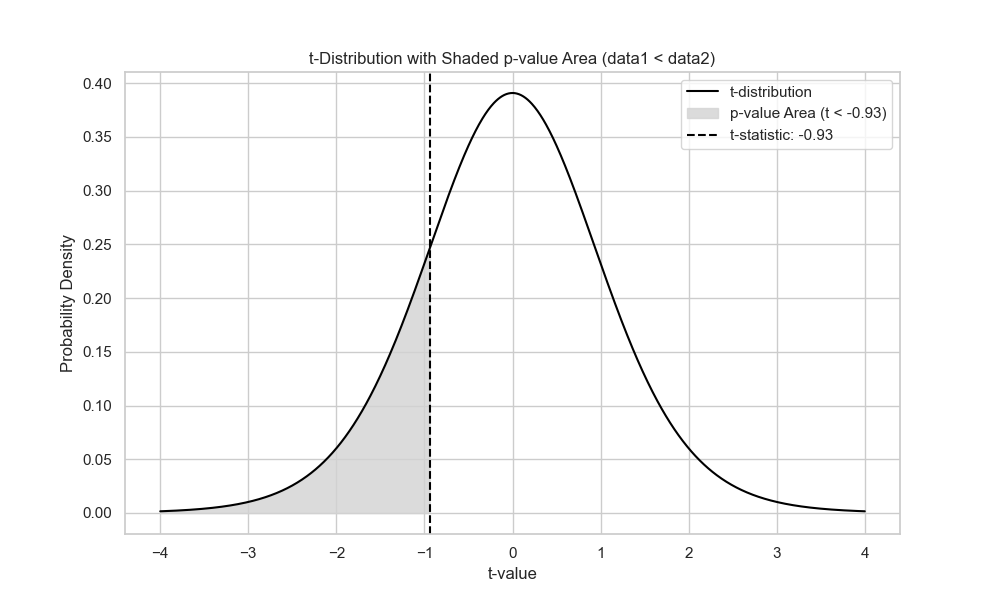 t-Distribution with Shaded p-value Area (data1 < data2)
t-distribution
p-value Area (t < -0.93)
t-statistic: -0.93
Probability Density
0.40
0.35
0.30
0.25
0.20
0.15
0.10
0.05
0.00
−4 −3 −2 −1 0 1 2 3 4
t-value